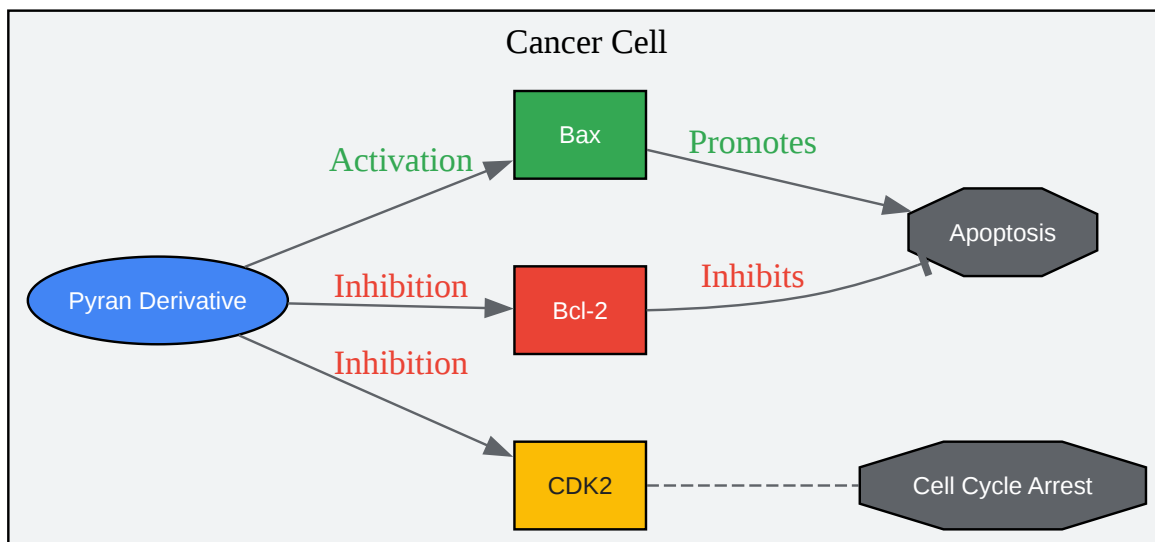 Cancer Cell
Bax
Promotes
Activation
Apoptosis
Pyran Derivative
Inhibition
Bcl-2
Inhibits
Inhibition
CDK2
Cell Cycle Arrest